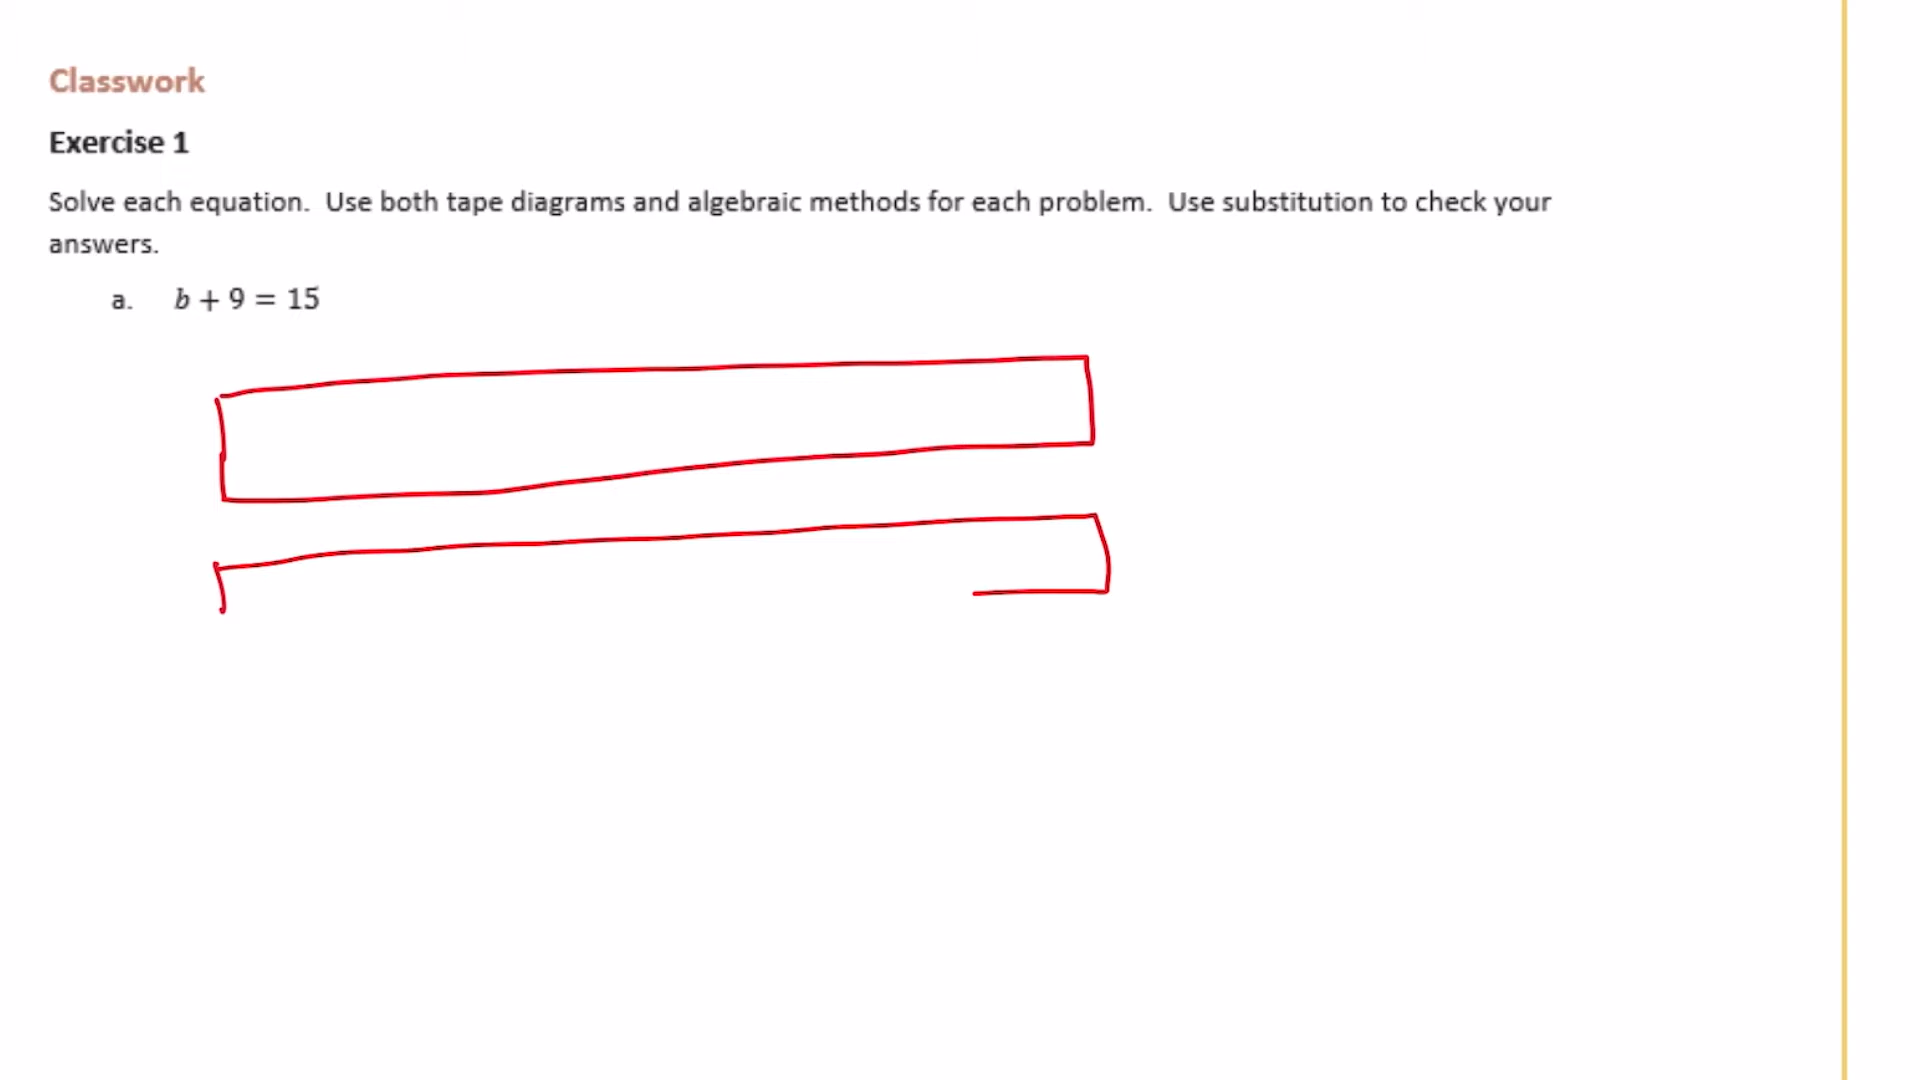 Classwork
Exercise 1
Solve each equation. Use both tape diagrams and algebraic methods for each problem. Use substitution to check your
answers.
a. b + 9 = 15